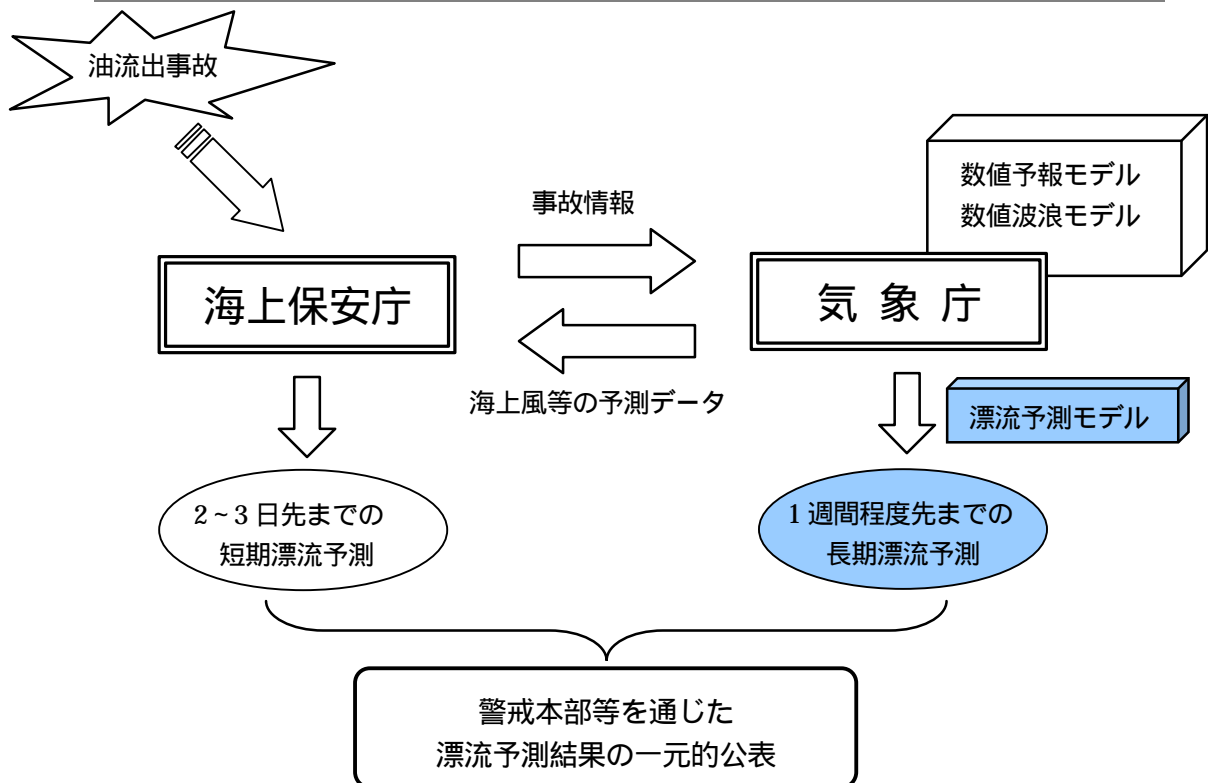 油流出事故
数値予報モデル
数値波浪モデル
事故情報
海上保安庁
気 象 庁
海上風等の予測データ
漂流予測モデル
2~3 日先までの
短期漂流予測
1 週間程度先までの
長期漂流予測
警戒本部等を通じた
漂流予測結果の一元的公表